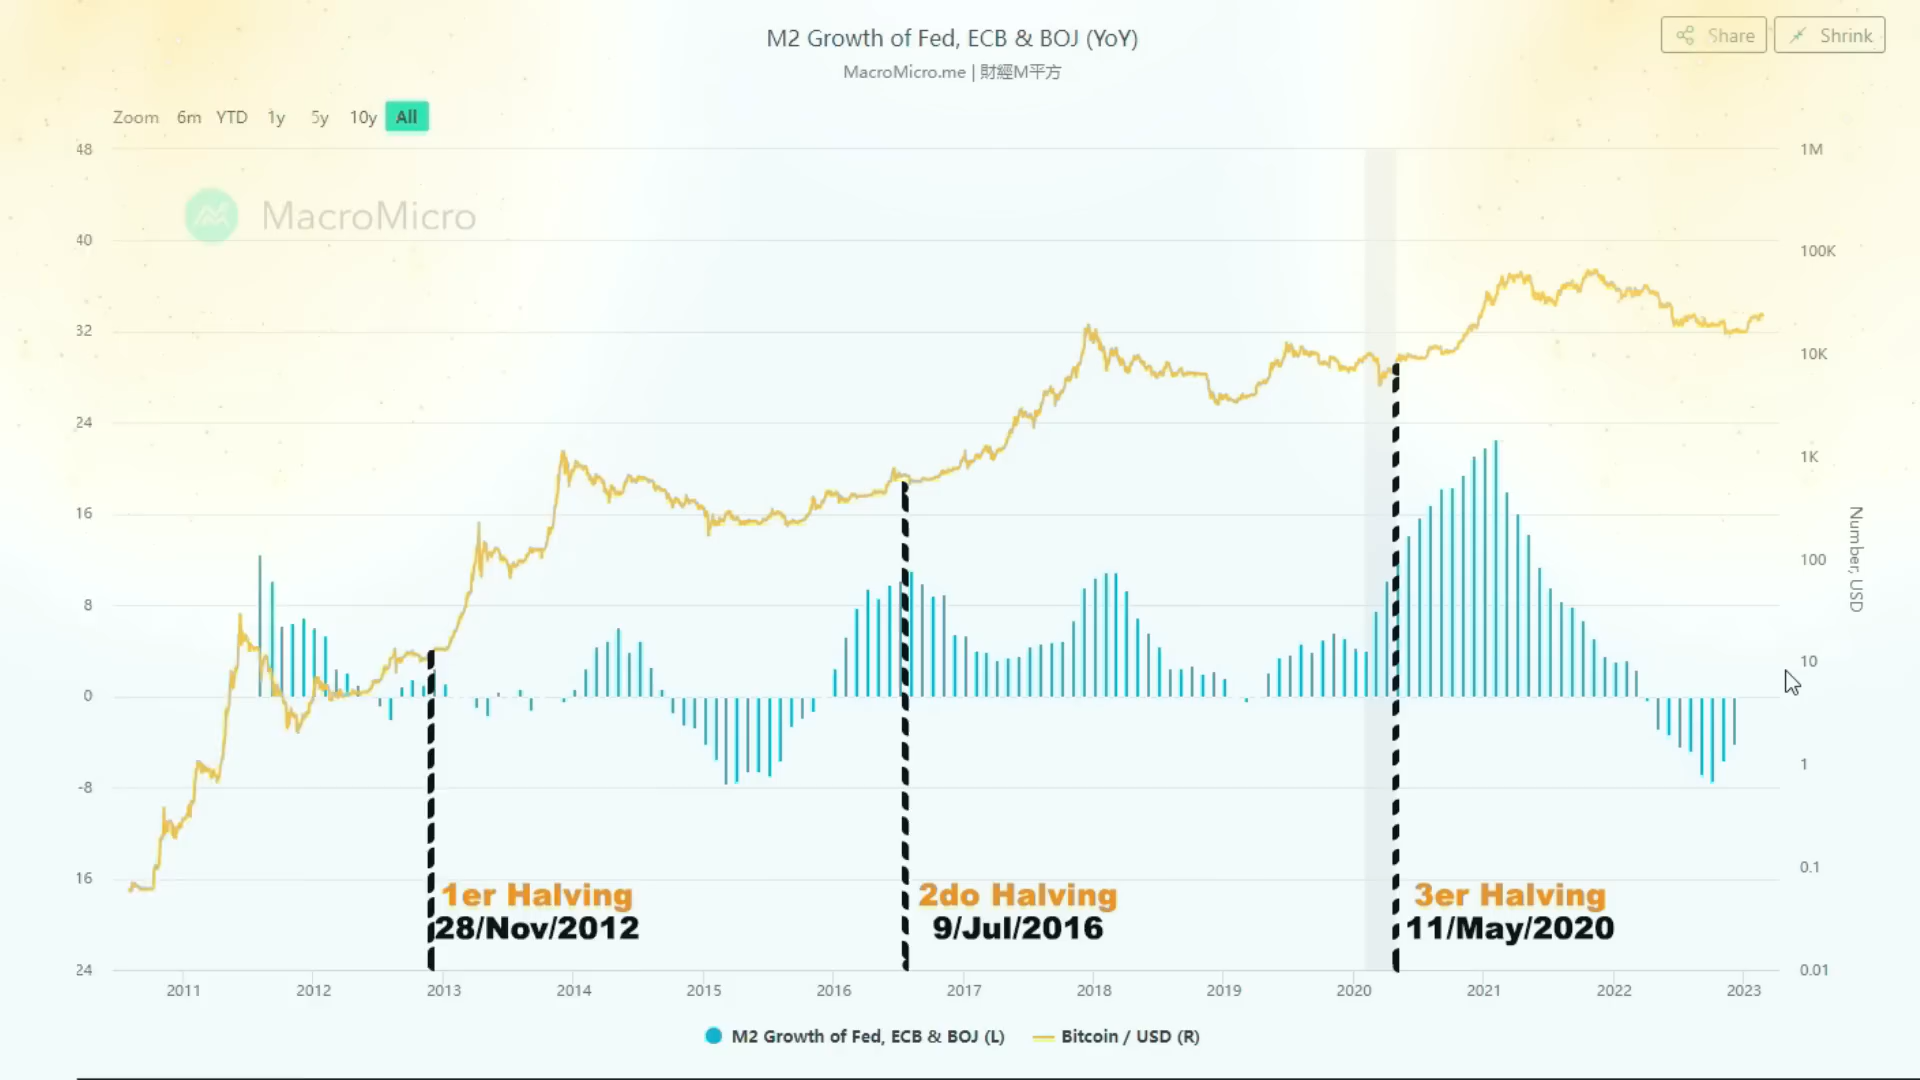 M2 Growth of Fed, ECB & BOJ (YoY)
MacroMicro.me | 財經M平方
Share
Shrink
Zoom 6m YTD 1y 5y 10y All
MacroMicro
48
40
32
24
16
8
0
-8
16
24
1M
100K
10K
1K
100
10
1
0.1
0.01
Number, USD
1er Halving
28/Nov/2012
2do Halving
9/Jul/2016
3er Halving
11/May/2020
2011 2012 2013 2014 2015 2016 2017 2018 2019 2020 2021 2022 2023
M2 Growth of Fed, ECB & BOJ (L) Bitcoin / USD (R)